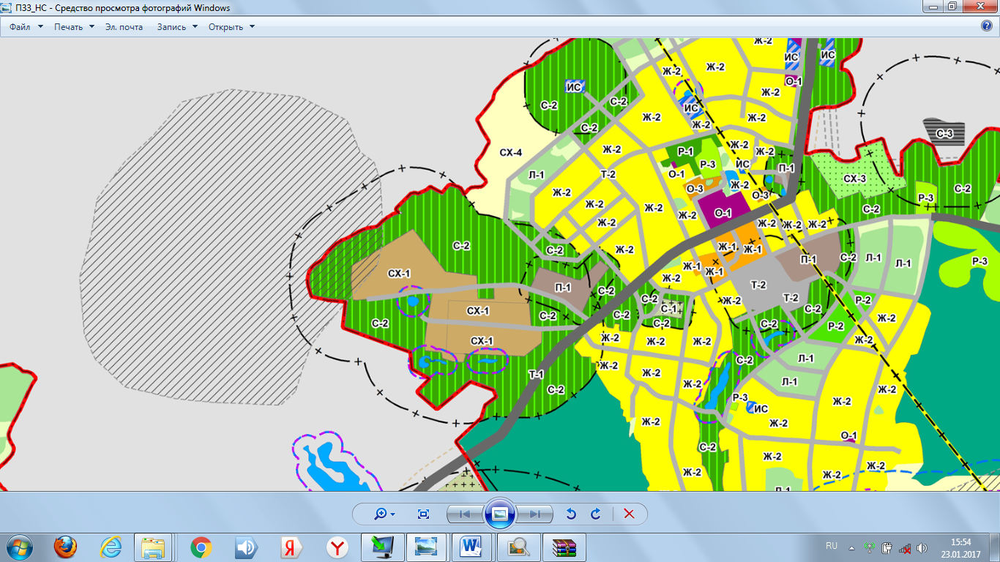 ПЗЗ_НС - Средство просмотра фотографий Windows
Файл Печать Эл. почта Запись Открыть
Ж-2
ИС ИС
Ж-2 Ж-2
О-1
ИС
Ж-2
С-2 С-2 ИС
Ж-2 Ж-2
Ж-2
С-2 С-3
Ж-2
СХ-4 Ж-2 Р-1 Ж-2
Р-3 ИС П-1
Л-1 Т-2 О-1 СХ-3
Ж-2
О-3 С-2
Ж-2 О-3 Р-3
Ж-2 Ж-2 С-2
Ж-2 О-1
Ж-2 Ж-2 Ж-2 Ж-2
С-2 Ж-1
С-2 Ж-2 Ж-1
П-1 С-2 Л-1 Л-1 Р-3
Ж-1
СХ-1 Ж-1
Ж-2
П-1 Т-2
С-2 С-2 Т-2 Р-2
Ж-2
СХ-1 С-1 С-2
С-2 С-2 С-2 Ж-2
С-2 С-2 Р-2
Ж-2
СХ-1 Ж-2 Ж-2 Ж-2
С-2 Л-1
Ж-2
Т-1 Ж-2 Ж-2 Л-1
С-2 Ж-2
Р-3 Ж-2
ИС
Ж-2 Ж-2
О-1
С-2
Ж-2
Ж-2
Ж-2 Ж-2
RU
15:54
23.01.2017